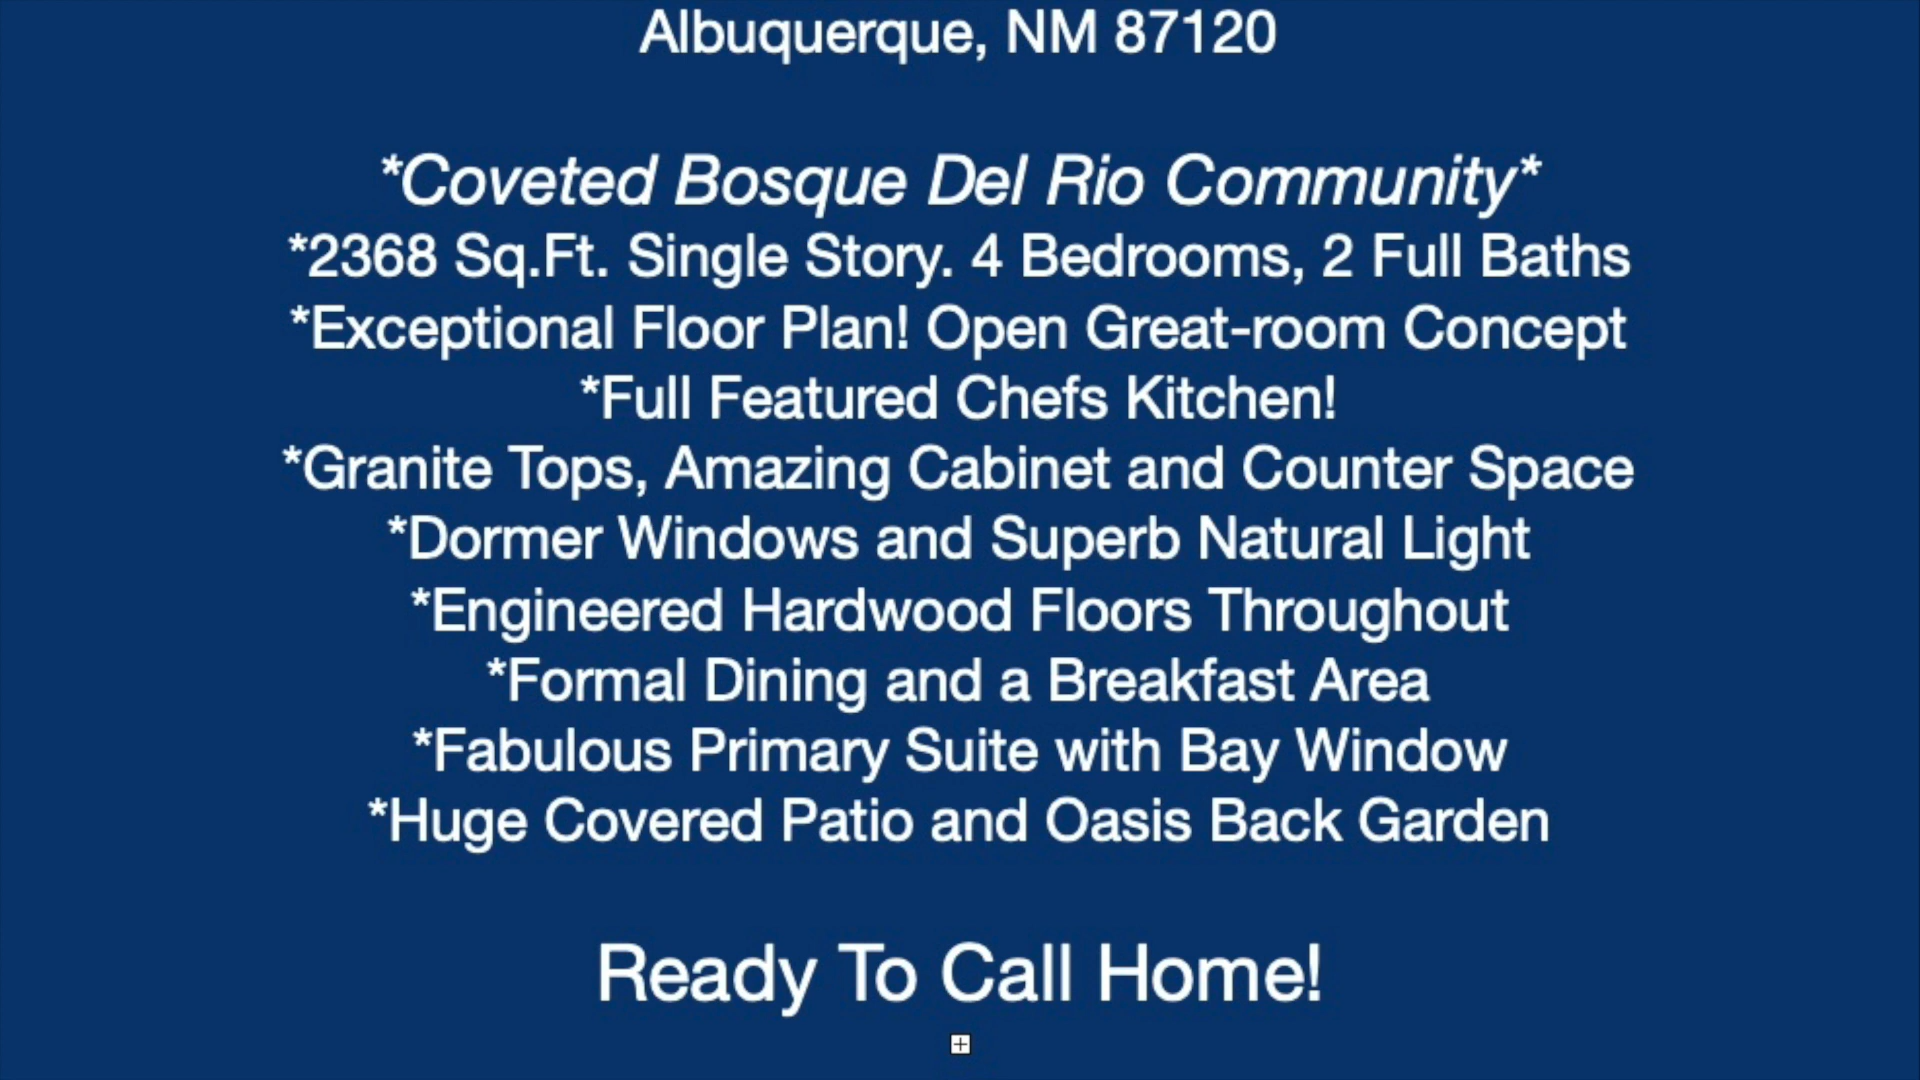 Albuquerque, NM 87120
*Coveted Bosque Del Rio Community*
*2368 Sq.Ft. Single Story. 4 Bedrooms, 2 Full Baths
*Exceptional Floor Plan! Open Great-room Concept
*Full Featured Chefs Kitchen!
*Granite Tops, Amazing Cabinet and Counter Space
*Dormer Windows and Superb Natural Light
*Engineered Hardwood Floors Throughout
*Formal Dining and a Breakfast Area
*Fabulous Primary Suite with Bay Window
*Huge Covered Patio and Oasis Back Garden
Ready To Call Home!